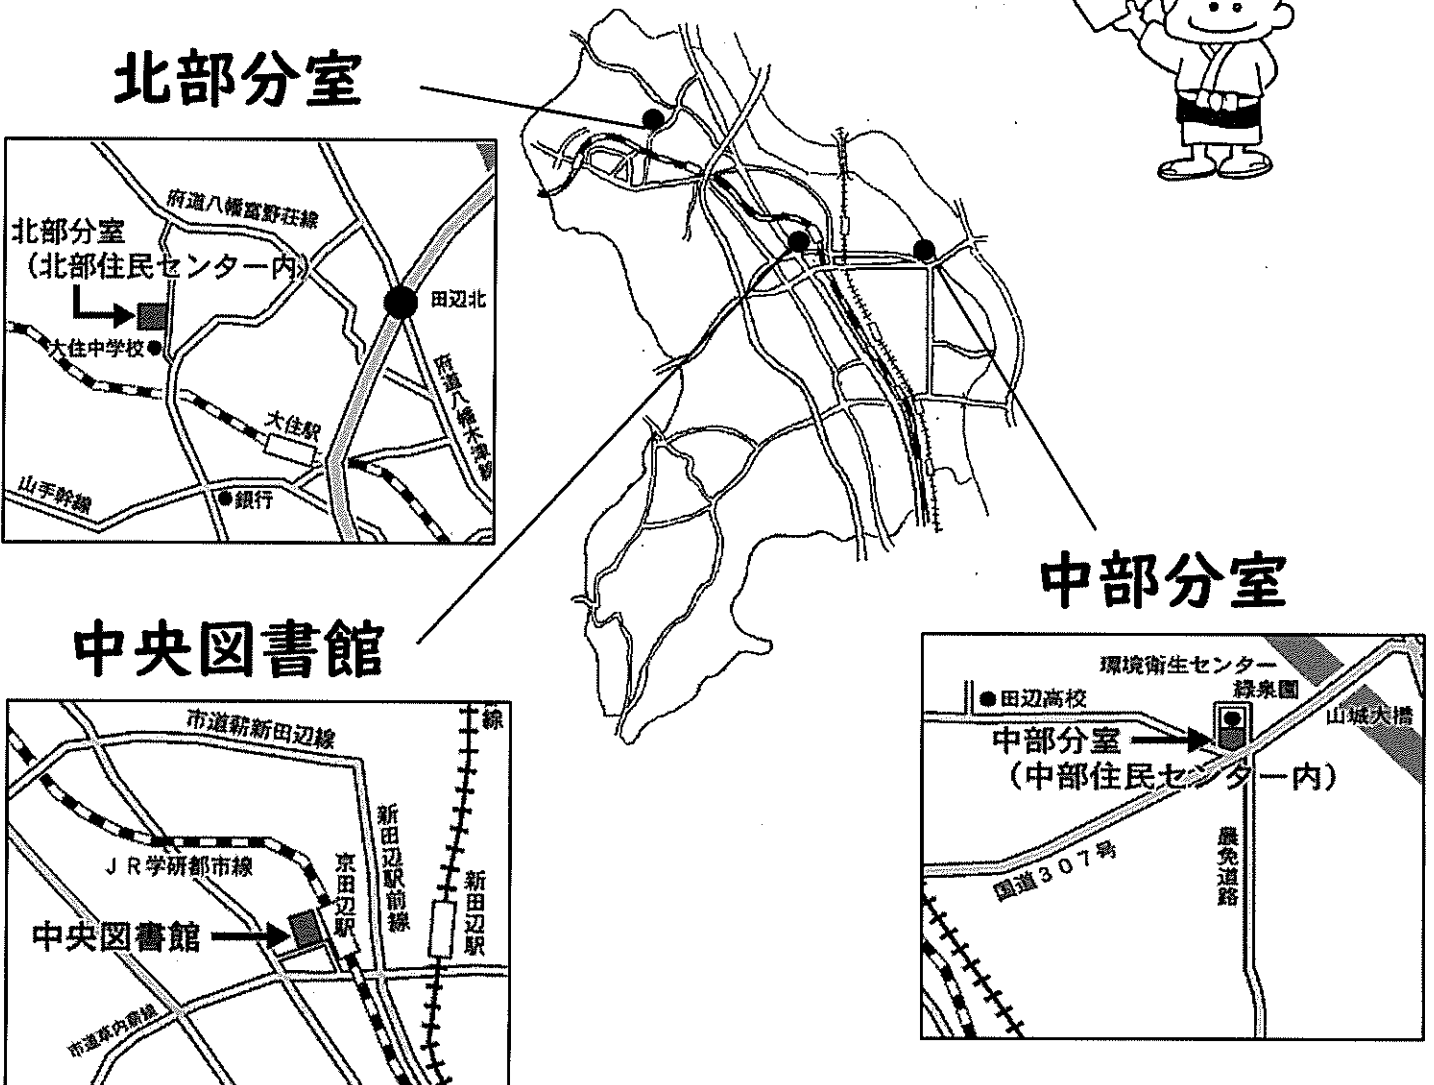 北部分室
府道八幡富野荘線
北部分室
(北部住民センター内)
田辺北
大住中学校
府道八幡木津線
大住駅
山手幹線
銀行
中央図書館
線
市道薪新田辺線
新田辺駅前線
JR学研都市線
京田辺駅
新田辺駅
中央図書館
市道草内薪線
中部分室
環境衛生センター
緑泉園
田辺高校
山城大橋
中部分室
(中部住民センター内)
農免道路
国道307号